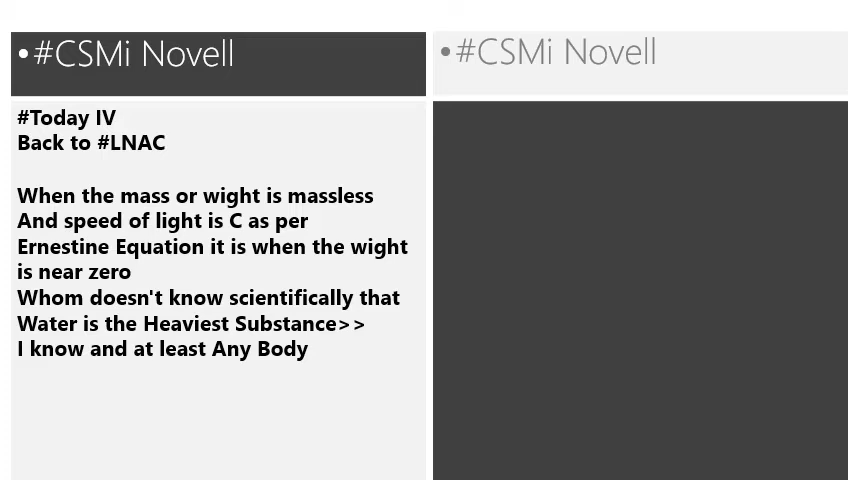 •#CSMi Novell
•#CSMi Novell
#Today IV
Back to #LNAC
When the mass or wight is massless
And speed of light is C as per
Ernestine Equation it is when the wight
is near zero
Whom doesn't know scientifically that
Water is the Heaviest Substance>>
I know and at least Any Body